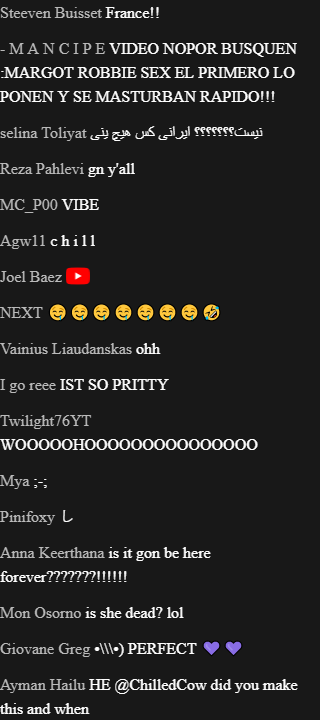 Steeven Buisset France!!
- M A N C I P E VIDEO NOPOR BUSQUEN
:MARGOT ROBBIE SEX EL PRIMERO LO
PONEN Y SE MASTURBAN RAPIDO!!!
selina Toliyat نیست؟؟؟؟؟؟؟ ایرانی کس هیچ ینی
Reza Pahlevi gn y'all
MC_P00 VIBE
Agw11 c h i l l
Joel Baez
NEXT 🤣🤣🤣🤣🤣🤣🤣🤣
Vainius Liaudanskas ohh
I go reee IST SO PRITTY
Twilight76YT
WOOOOOHOOOOOOOOOOOOOOO
Mya ;-;
Pinifoxy し
Anna Keerthana is it gon be here
forever???????!!!!!!
Mon Osorno is she dead? lol
Giovane Greg •\\\•) PERFECT 💜 💜
Ayman Hailu HE @ChilledCow did you make
this and when